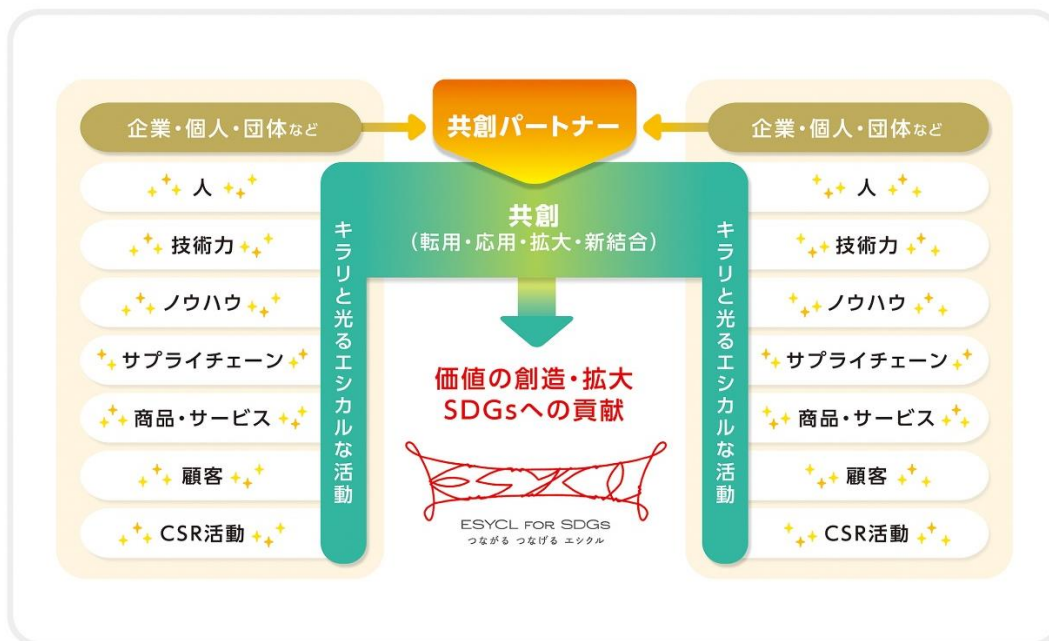 企業・個人・団体など
人
技術力
ノウハウ
サプライチェーン
商品・サービス
顧客
CSR活動
キラリと光るエシカルな活動
共創パートナー
共創
(転用・応用・拡大・新結合)
価値の創造・拡大
SDGsへの貢献
esycl
ESYCL FOR SDGs
つながる つなげる エシクル
キラリと光るエシカルな活動
企業・個人・団体など
人
技術力
ノウハウ
サプライチェーン
商品・サービス
顧客
CSR活動